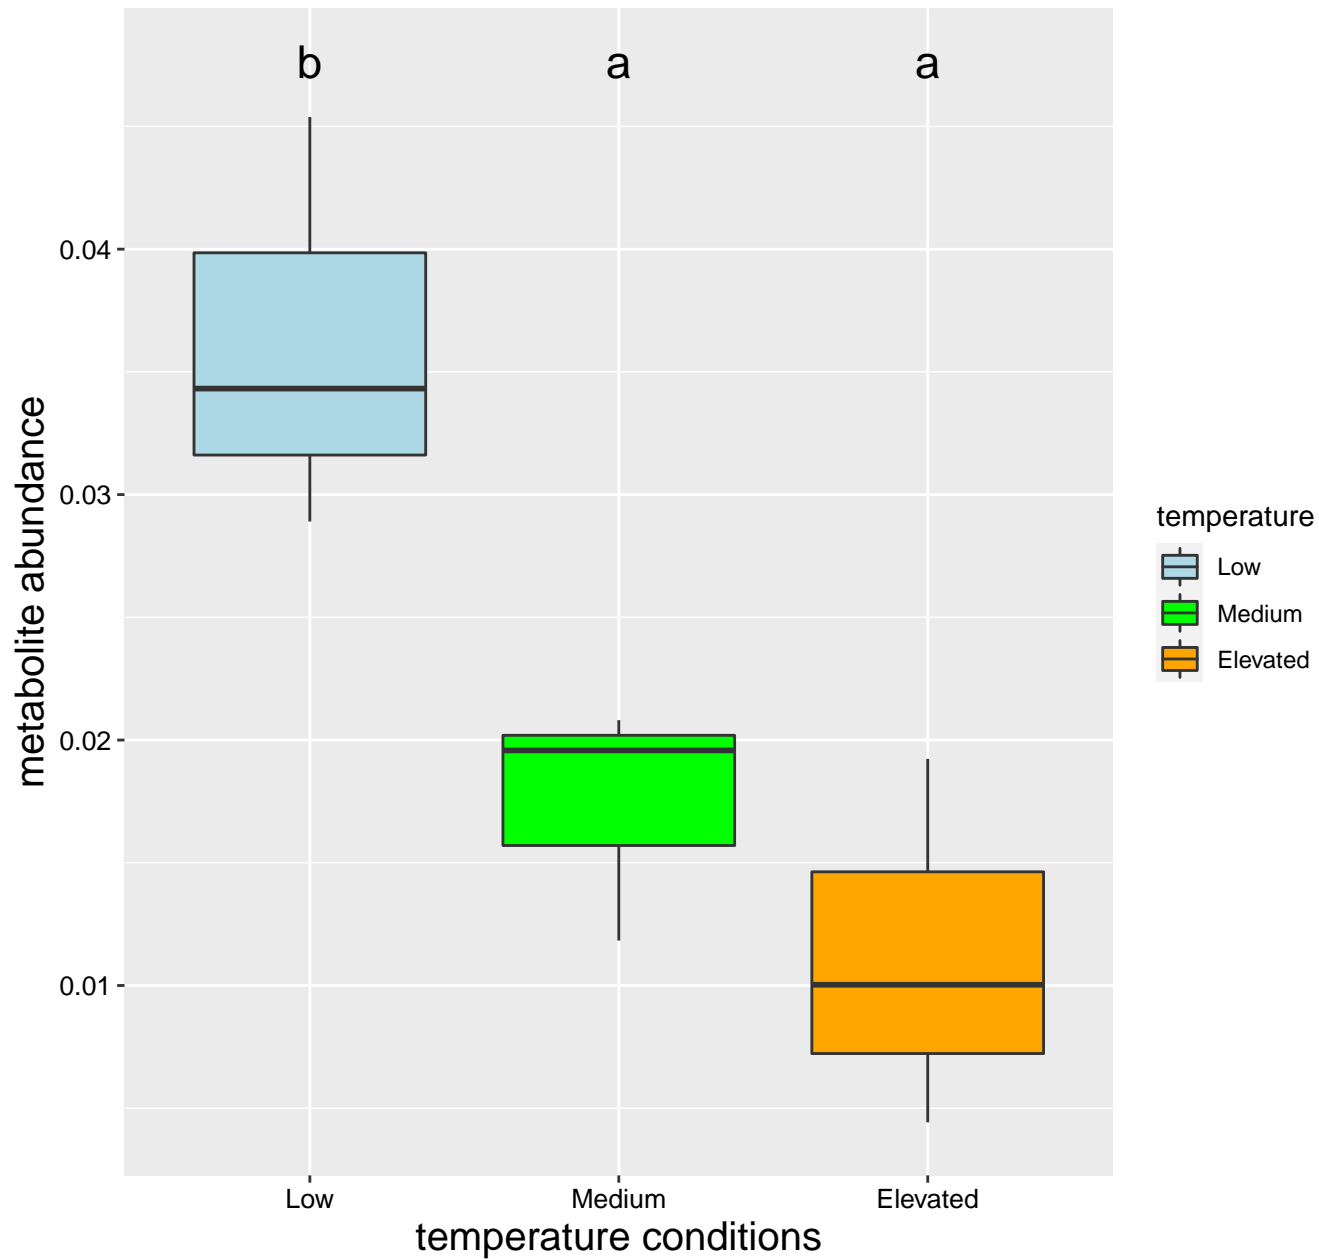 b a a
0.04
0.03
0.02
0.01
metabolite abundance
Low Medium Elevated
temperature conditions
temperature
Low
Medium
Elevated